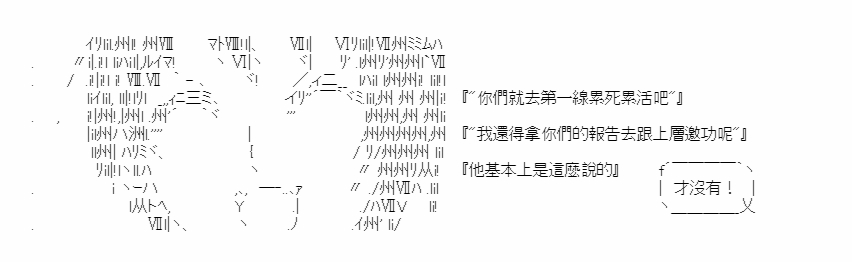 『˝你們就去第一線累死累活吧˝』
『˝我還得拿你們的報告去跟上層邀功呢˝』
『他基本上是這麼說的』
才沒有！